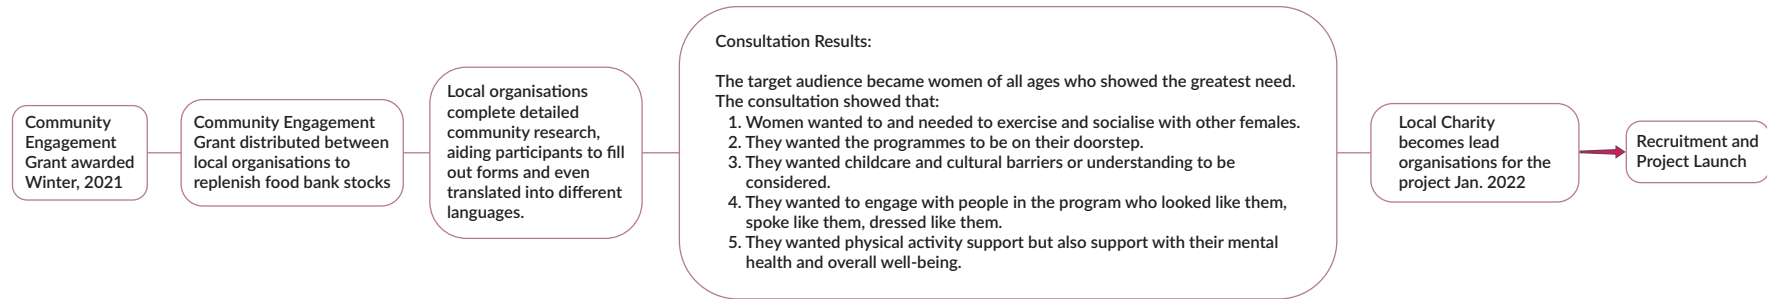 Community
Engagement
Grant awarded
Winter, 2021
Community Engagement
Grant distributed between
local organisations to
replenish food bank stocks
Local organisations
complete detailed
community research,
aiding participants to fill
out forms and even
translated into different
languages.
Consultation Results:
The target audience became women of all ages who showed the greatest need.
The consultation showed that:
1. Women wanted to and needed to exercise and socialise with other females.
2. They wanted the programmes to be on their doorstep.
3. They wanted childcare and cultural barriers or understanding to be
considered.
4. They wanted to engage with people in the program who looked like them,
spoke like them, dressed like them.
5. They wanted physical activity support but also support with their mental
health and overall well-being.
Local Charity
becomes lead
organisations for the
project Jan. 2022
Recruitment and
Project Launch